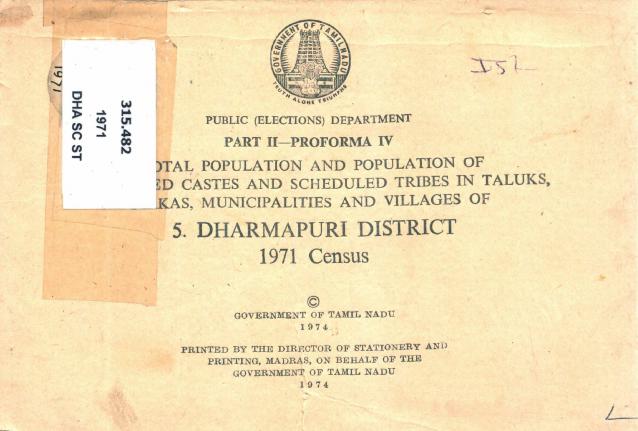 GOVERNMENT OF TAMILNADU
TRUTH ALONE TRIUMPHS
1971
315.482
1971
DHA SC ST
PUBLIC (ELECTIONS) DEPARTMENT
PART II—PROFORMA IV
OTAL POPULATION AND POPULATION OF
ED CASTES AND SCHEDULED TRIBES IN TALUKS,
KAS, MUNICIPALITIES AND VILLAGES OF
5. DHARMAPURI DISTRICT
1971 Census
©
GOVERNMENT OF TAMIL NADU
1974
PRINTED BY THE DIRECTOR OF STATIONERY AND
PRINTING, MADRAS, ON BEHALF OF THE
GOVERNMENT OF TAMIL NADU
1974